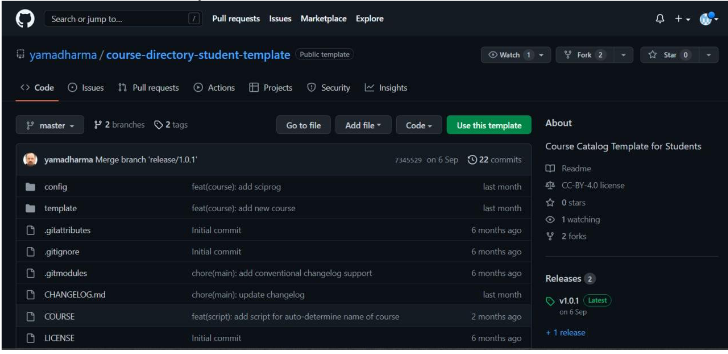 Search or jump to... / Pull requests Issues Marketplace Explore
yamadharma / course-directory-student-template Public template Watch 1 Fork 2 Star 0
Code Issues Pull requests Actions Projects Security Insights
master 2 branches 2 tags Go to file Add file Code Use this template
yamadharma Merge branch 'release/1.0.1' 7345529 on 6 Sep 22 commits
config feat(course): add sciprog last month
template feat(course): add new course last month
.gitattributes Initial commit 6 months ago
.gitignore Initial commit 6 months ago
.gitmodules chore(main): add conventional changelog support 6 months ago
CHANGELOG.md chore(main): update changelog last month
COURSE feat(script): add script for auto-determine name of course 2 months ago
LICENSE Initial commit 6 months ago
About
Course Catalog Template for Students
Readme
CC-BY-4.0 license
0 stars
1 watching
2 forks
Releases 2
v1.0.1 Latest
on 6 Sep
+ 1 release